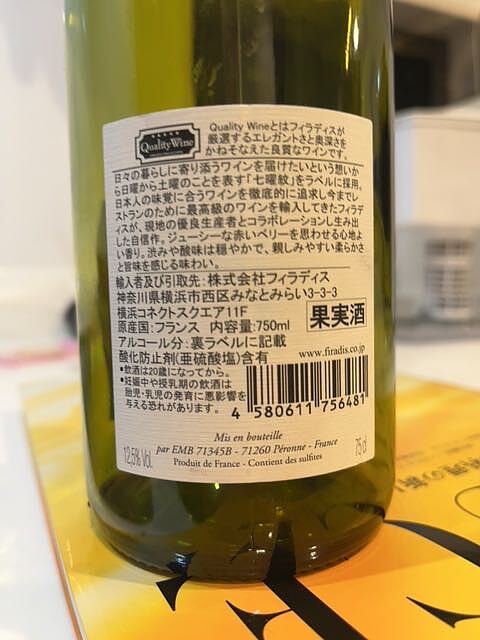 Quality Wine
Quality Wineとはフィラディスが
厳選するエレガントさと奥深さを
かねそなえた良質なワインです。
日々の暮らしに寄り添うワインを届けたいという想いか
ら日曜から土曜のことを表す「七曜紋」をラベルに採用。
日本人の味覚に合うワインを徹底的に追求し今までレ
ストランのために最高級のワインを輸入してきたフィラデ
ィスが、現地の優良生産者とコラボレーションし生み出
した自信作。ジューシーな赤いベリーを思わせる心地よ
い香り。渋みや酸味は穏やかで、親しみやすい柔らかさ
と旨味を感じる味わい。
輸入者及び引取先:株式会社フィラディス
神奈川県横浜市西区みなとみらい3-3-3
横浜コネクトスクエア11F
原産国:フランス 内容量:750ml
果実酒
アルコール分:裏ラベルに記載
酸化防止剤(亜硫酸塩)含有
www.firadis.co.jp
•飲酒は20歳になってから。
•妊娠中や授乳期の飲酒は
胎児・乳児の発育に悪影響を
与える恐れがあります。
4 580611 756481
Mis en bouteille
par EMB 71345B - 71260 Péronne - France
Produit de France - Contient des sulfites
12,5% Vol.
75 cl